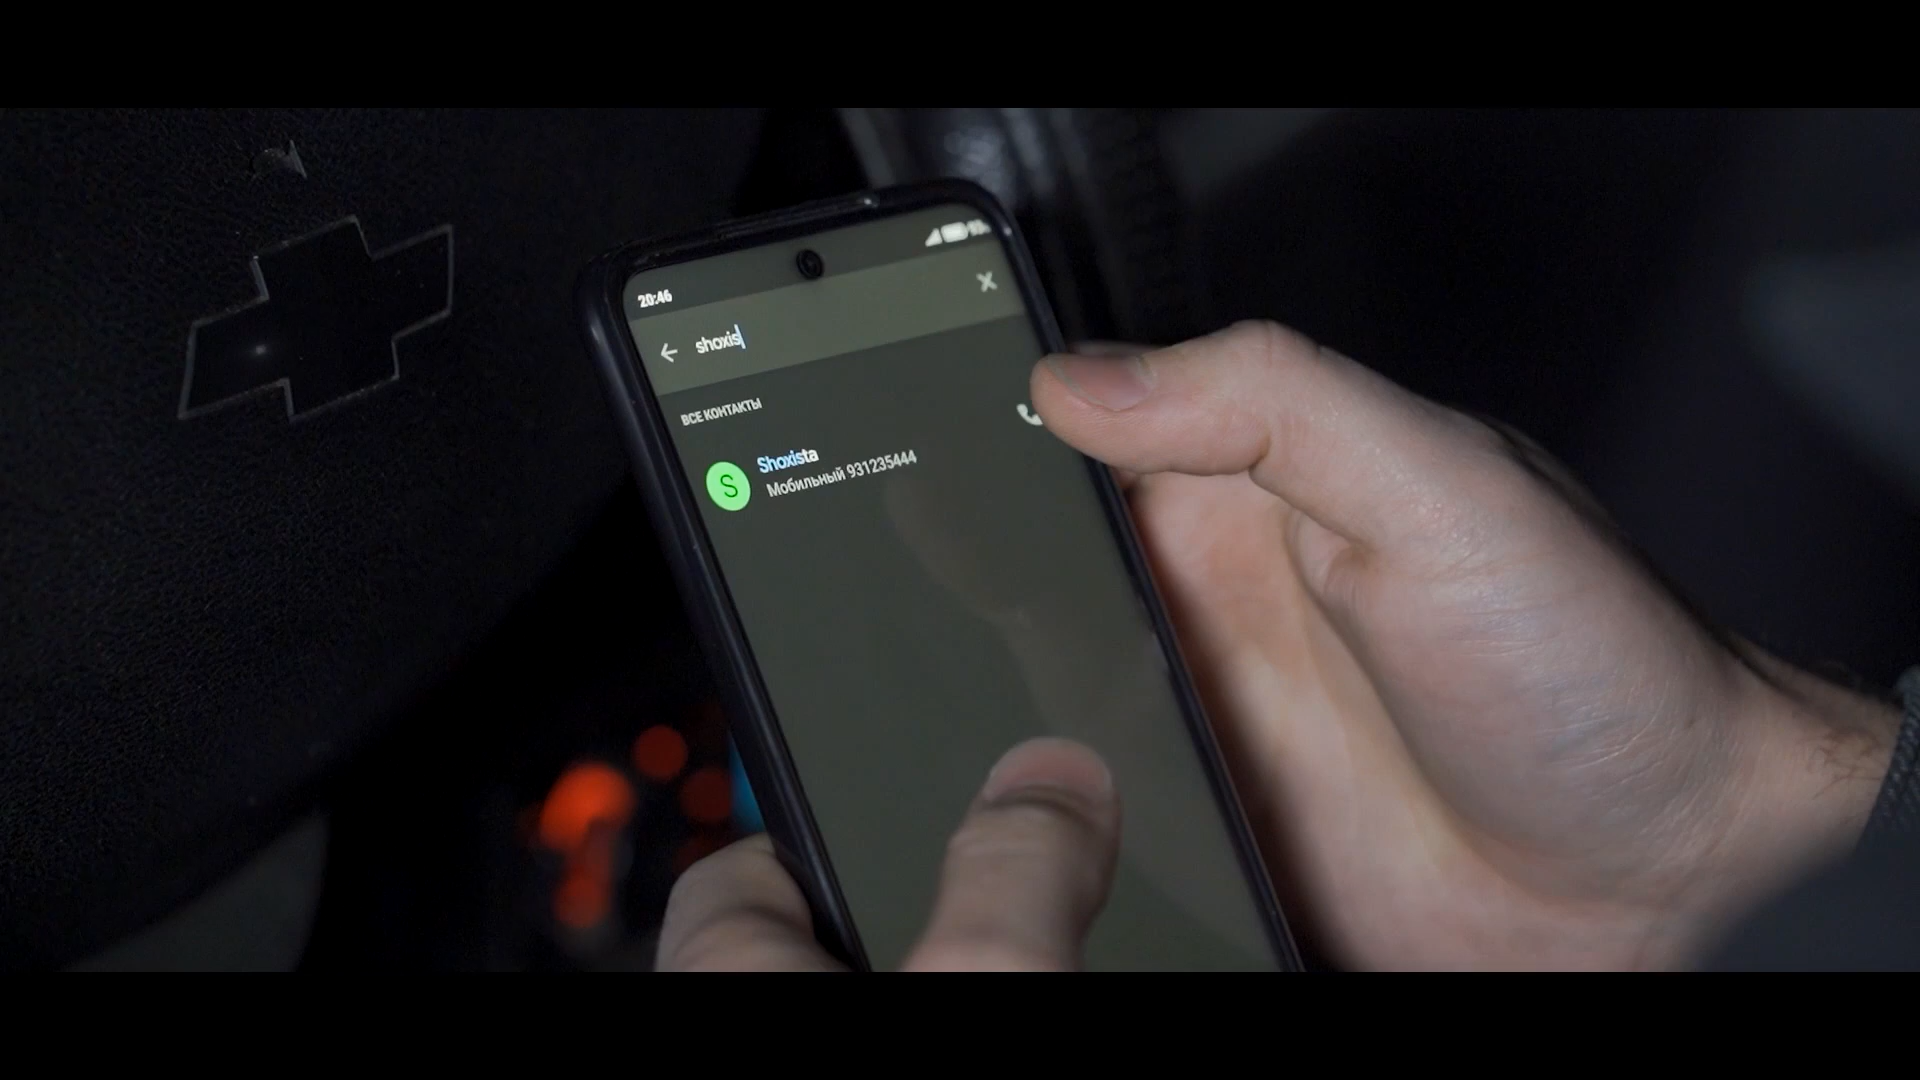 20:46
shoxis
ВСЕ КОНТАКТЫ
S
Shoxista
Мобильный 931235444